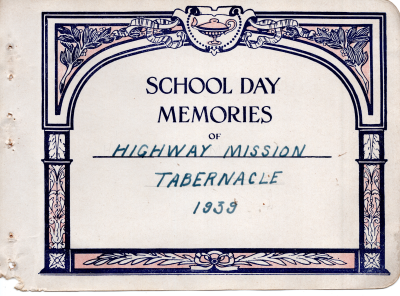 SCHOOL DAY
MEMORIES
OF
HIGHWAY MISSION
TABERNACLE
1939